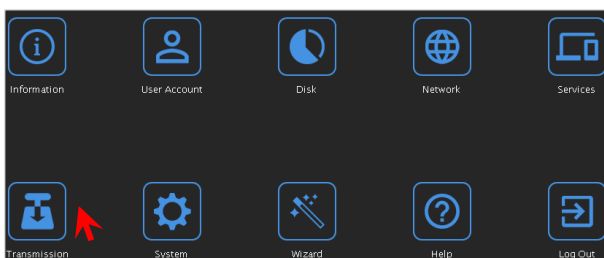 Information User Account Disk Network Services
Transmission System Wizard Help Log Out